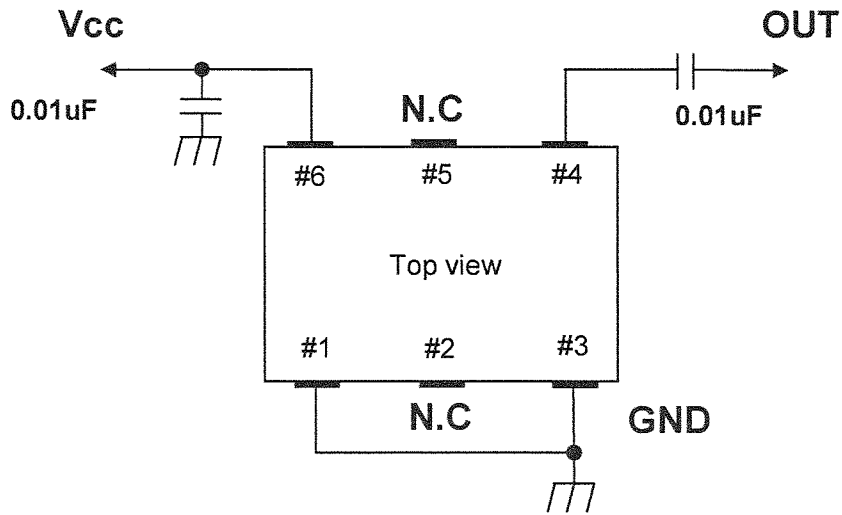 Vcc
OUT
0.01uF
N.C
0.01uF
#6
#5
#4
Top view
#1
#2
#3
N.C
GND